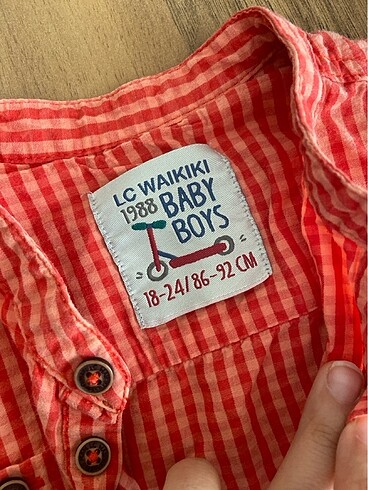 LC WAIKIKI
1988 BABY
BOYS
18-24/86-92 CM